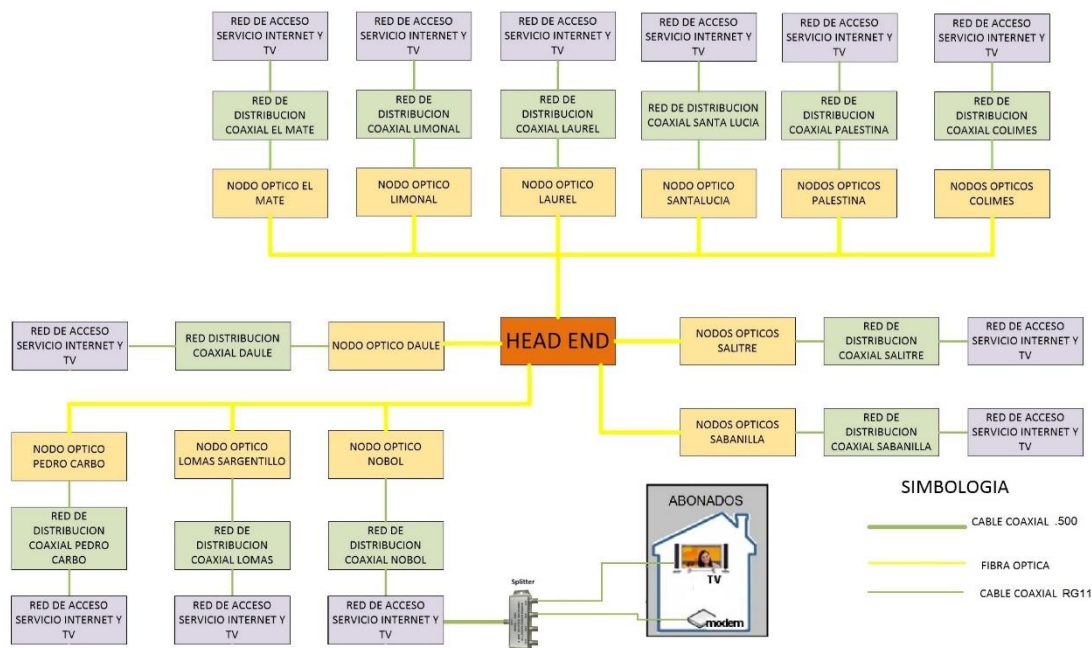 RED DE ACCESO
SERVICIO INTERNET Y
TV
RED DE ACCESO
SERVICIO INTERNET Y
TV
RED DE ACCESO
SERVICIO INTERNET Y
TV
RED DE ACCESO
SERVICIO INTERNET Y
TV
RED DE ACCESO
SERVICIO INTERNET Y
TV
RED DE ACCESO
SERVICIO INTERNET Y
TV
RED DE
DISTRIBUCION
COAXIAL EL MATE
RED DE
DISTRIBUCION
COAXIAL LIMONAL
RED DE
DISTRIBUCION
COAXIAL LAUREL
RED DE DISTRIBUCION
COAXIAL SANTA LUCIA
RED DE
DISTRIBUCION
COAXIAL PALESTINA
RED DE
DISTRIBUCION
COAXIAL COLIMES
NODO OPTICO EL
MATE
NODO OPTICO
LIMONAL
NODO OPTICO
LAUREL
NODO OPTICO
SANTALUCIA
NODOS OPTICOS
PALESTINA
NODOS OPTICOS
COLIMES
RED DE ACCESO
SERVICIO INTERNET Y
TV
RED DISTRIBUCION
COAXIAL DAULE
NODO OPTICO DAULE
HEAD END
NODOS OPTICOS
SALITRE
RED DE
DISTRIBUCION
COAXIAL SALITRE
RED DE ACCESO
SERVICIO INTERNET Y
TV
NODOS OPTICOS
SABANILLA
RED DE
DISTRIBUCION
COAXIAL SABANILLA
RED DE ACCESO
SERVICIO INTERNET Y
TV
NODO OPTICO
PEDRO CARBO
NODO OPTICO
LOMAS SARGENTILLO
NODO OPTICO
NOBOL
RED DE
DISTRIBUCION
COAXIAL PEDRO
CARBO
RED DE
DISTRIBUCION
COAXIAL LOMAS
RED DE
DISTRIBUCION
COAXIAL NOBOL
RED DE ACCESO
SERVICIO INTERNET Y
TV
RED DE ACCESO
SERVICIO INTERNET Y
TV
RED DE ACCESO
SERVICIO INTERNET Y
TV
Splitter
ABONADOS
TV
modem
SIMBOLOGIA
CABLE COAXIAL .500
FIBRA OPTICA
CABLE COAXIAL RG11